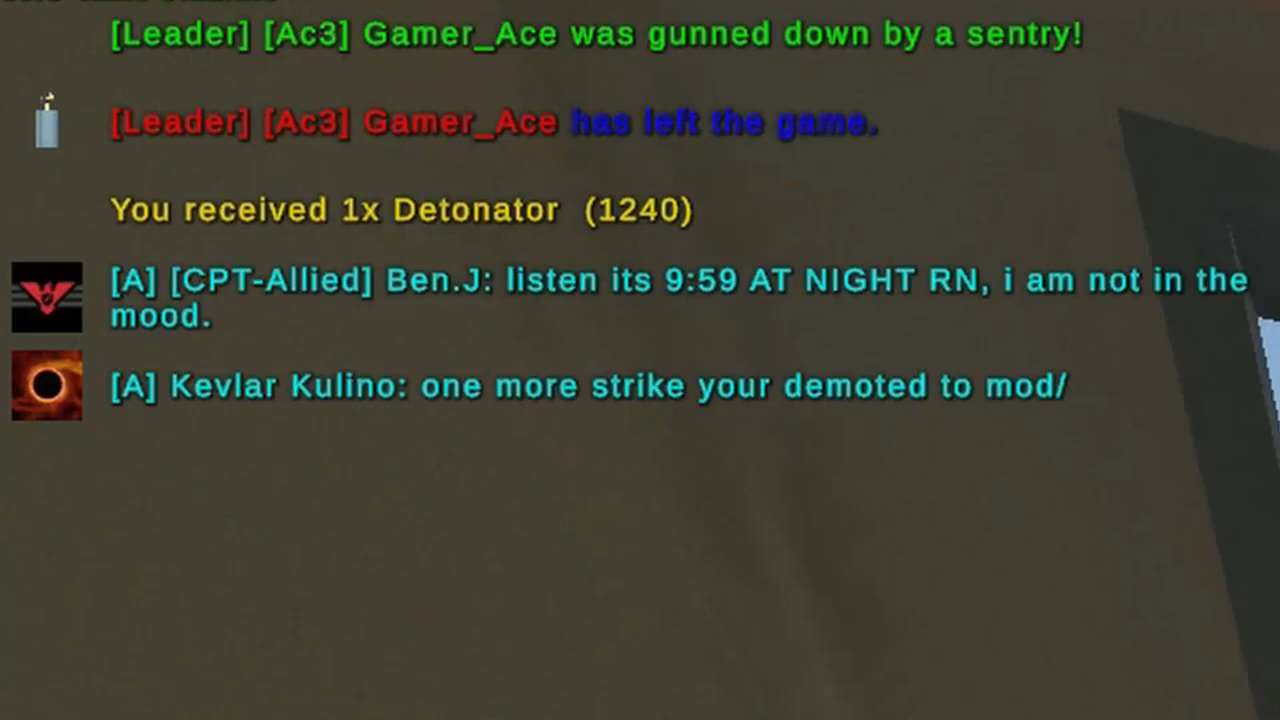 [Leader] [Ac3] Gamer_Ace was gunned down by a sentry!
[Leader] [Ac3] Gamer_Ace has left the game.
You received 1x Detonator (1240)
[A] [CPT-Allied] Ben.J: listen its 9:59 AT NIGHT RN, i am not in the
mood.
[A] Kevlar Kulino: one more strike your demoted to mod/